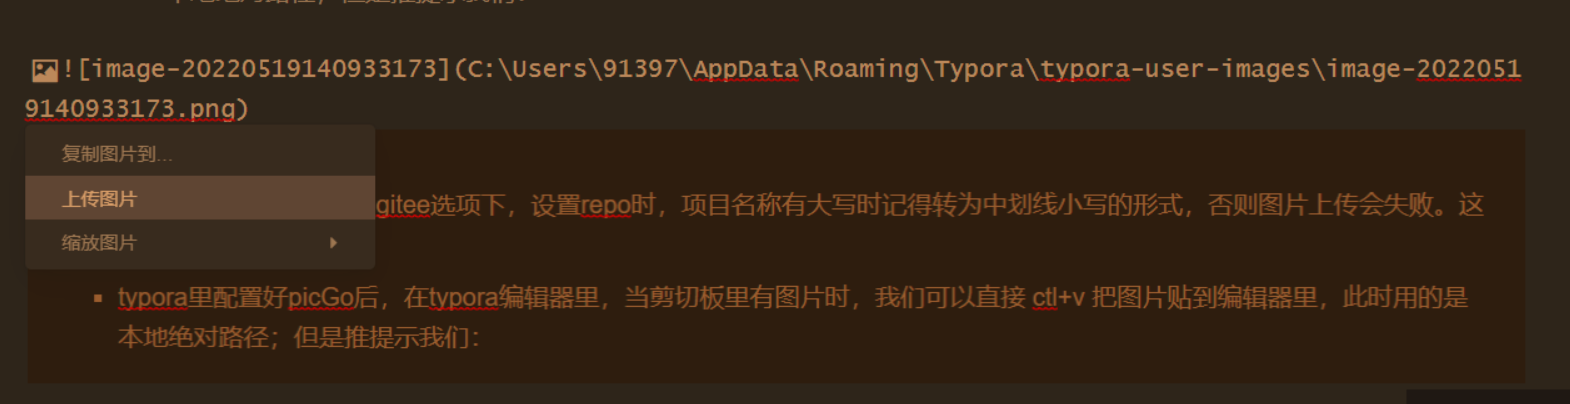 ![image-20220519140933173](C:\Users\91397\AppData\Roaming\Typora\typora-user-images\image-2022051
9140933173.png)
复制图片到...
上传图片
gitee选项下，设置repo时，项目名称有大写时记得转为中划线小写的形式，否则图片上传会失败。这
缩放图片
typora里配置好picGo后，在typora编辑器里，当剪切板里有图片时，我们可以直接 ctl+v 把图片贴到编辑器里，此时用的是
本地绝对路径；但是推提示我们：